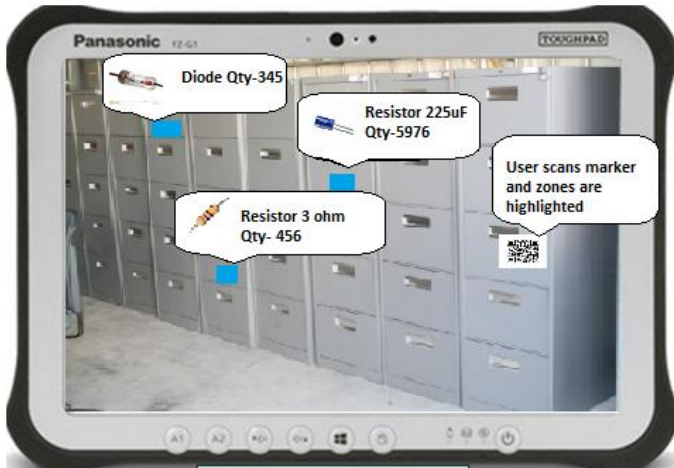 Panasonic FZ-G1
TOUGHPAD
Diode Qty-345
Resistor 225uF
Qty-5976
User scans marker
and zones are
highlighted
Resistor 3 ohm
Qty- 456
A1
A2